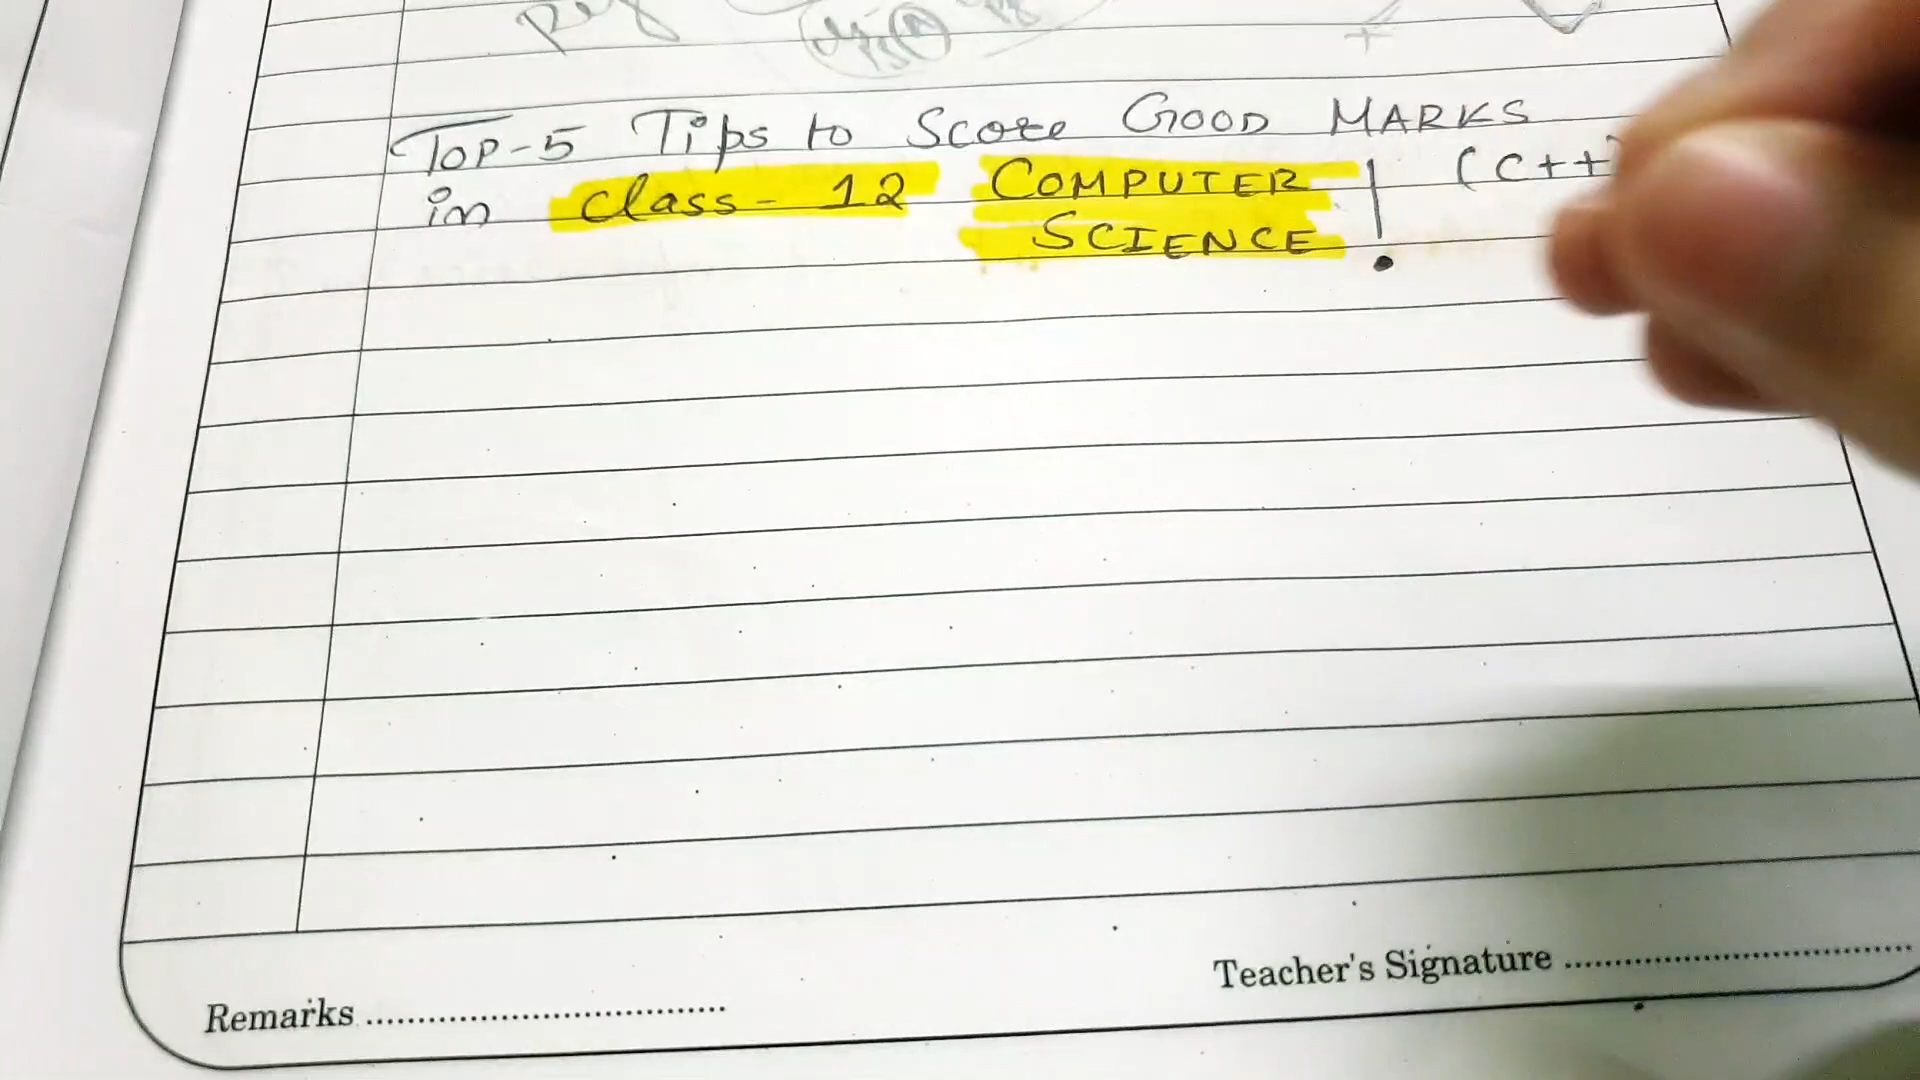 TOP-5 Tips to Score GOOD MARKS
in class - 12 COMPUTER ! (C++)
SCIENCE
Teacher's Signature
Remarks